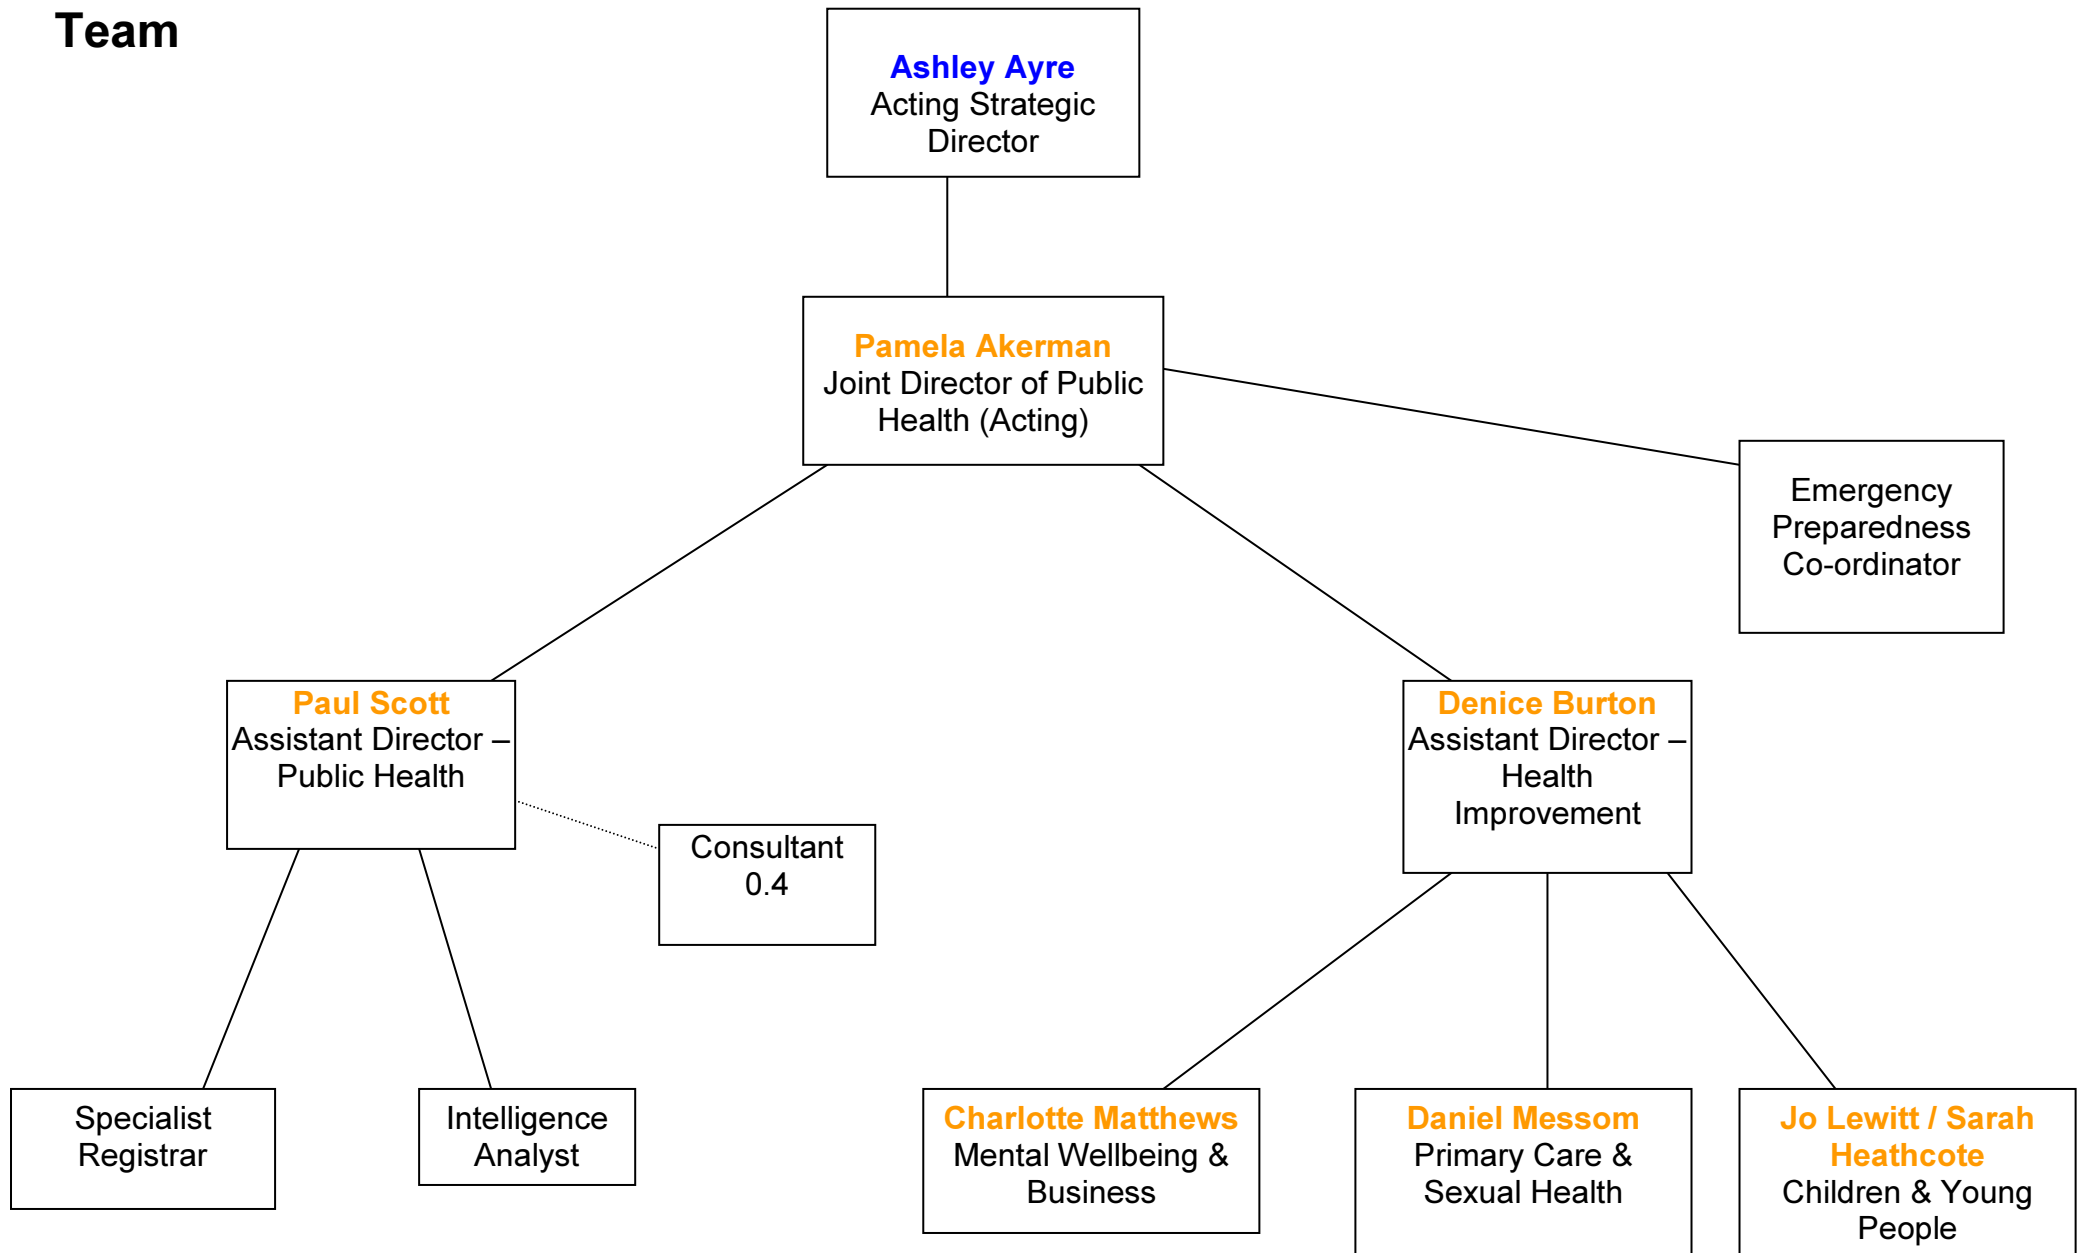 Team
Ashley Ayre
Acting Strategic
Director
Pamela Akerman
Joint Director of Public
Health (Acting)
Emergency
Preparedness
Co-ordinator
Paul Scott
Assistant Director –
Public Health
Denice Burton
Assistant Director –
Health
Improvement
Consultant
0.4
Specialist
Registrar
Intelligence
Analyst
Charlotte Matthews
Mental Wellbeing &
Business
Daniel Messom
Primary Care &
Sexual Health
Jo Lewitt / Sarah
Heathcote
Children & Young
People